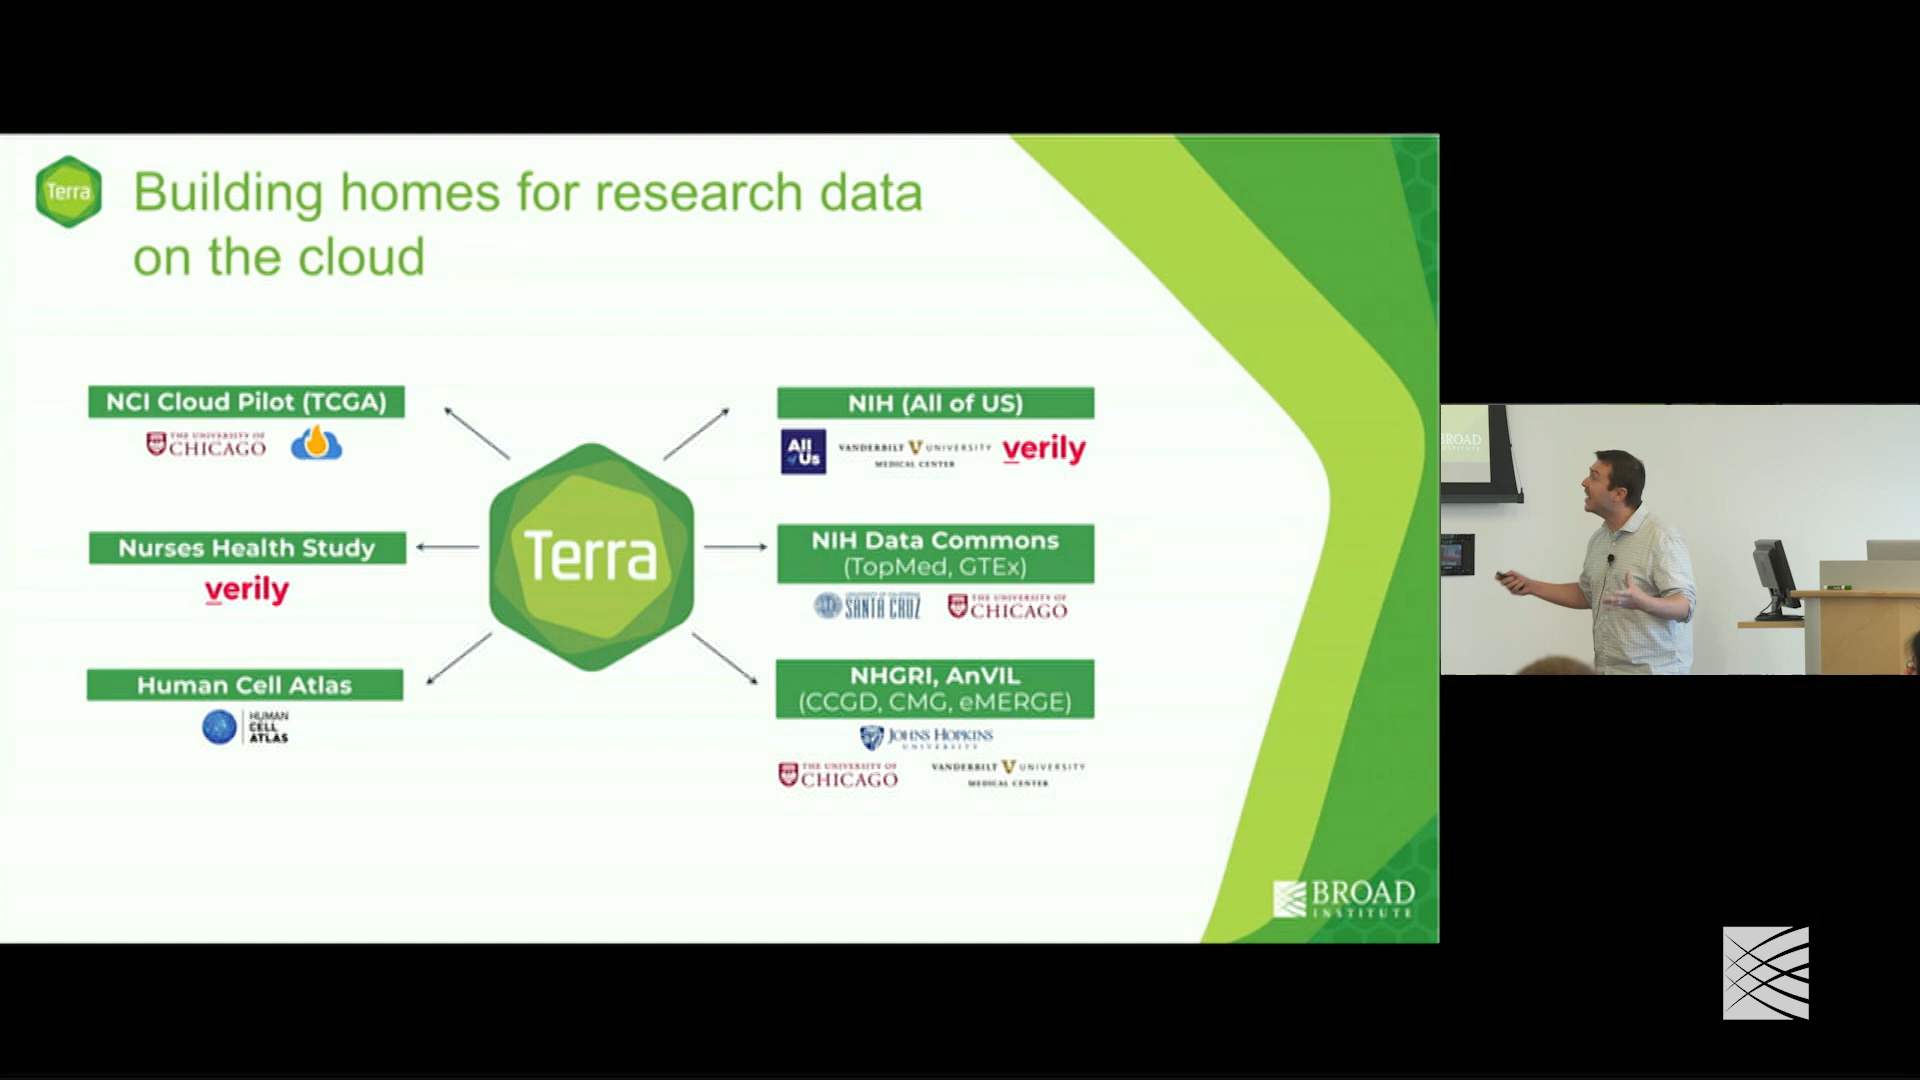 Terra
Building homes for research data
on the cloud
NCI Cloud Pilot (TCGA)
THE UNIVERSITY OF
CHICAGO
Nurses Health Study
verily
Human Cell Atlas
HUMAN
CELL
ATLAS
Terra
NIH (All of US)
All
of Us
VANDERBILT V UNIVERSITY
MEDICAL CENTER
verily
NIH Data Commons
(TopMed, GTEx)
SANTA CRUZ
THE UNIVERSITY OF
CHICAGO
NHGRI, AnVIL
(CCGD, CMG, eMERGE)
JOHNS HOPKINS
UNIVERSITY
THE UNIVERSITY OF
CHICAGO
VANDERBILT V UNIVERSITY
MEDICAL CENTER
BROAD
INSTITUTE
BROAD